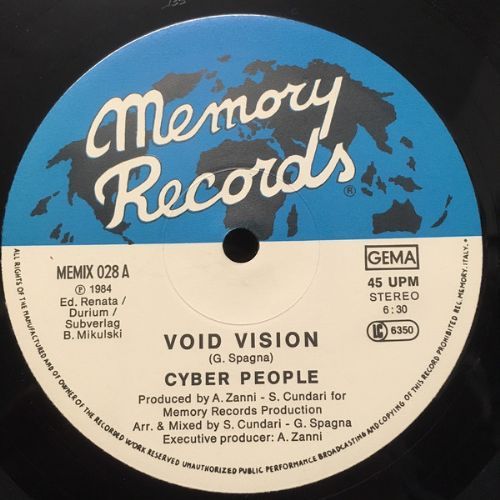 Memory
Records
®
MEMIX 028 A
℗ 1984
Ed. Renata /
Durium /
Subverlag
B. Mikulski
GEMA
45 UPM
STEREO
6:30
LC 6350
VOID VISION
(G. Spagna)
CYBER PEOPLE
Produced by A. Zanni - S. Cundari for
Memory Records Production
Arr. & Mixed by S. Cundari - G. Spagna
Executive producer: A. Zanni
ALL RIGHTS OF THE MANUFACTURED AND OF OWNER OF THE RECORDED WORK RESERVED UNAUTHORIZED PUBLIC PERFORMANCE BROADCASTING AND COPYING OF THIS RECORD PROHIBITED REC. MEMORY. ITALY.